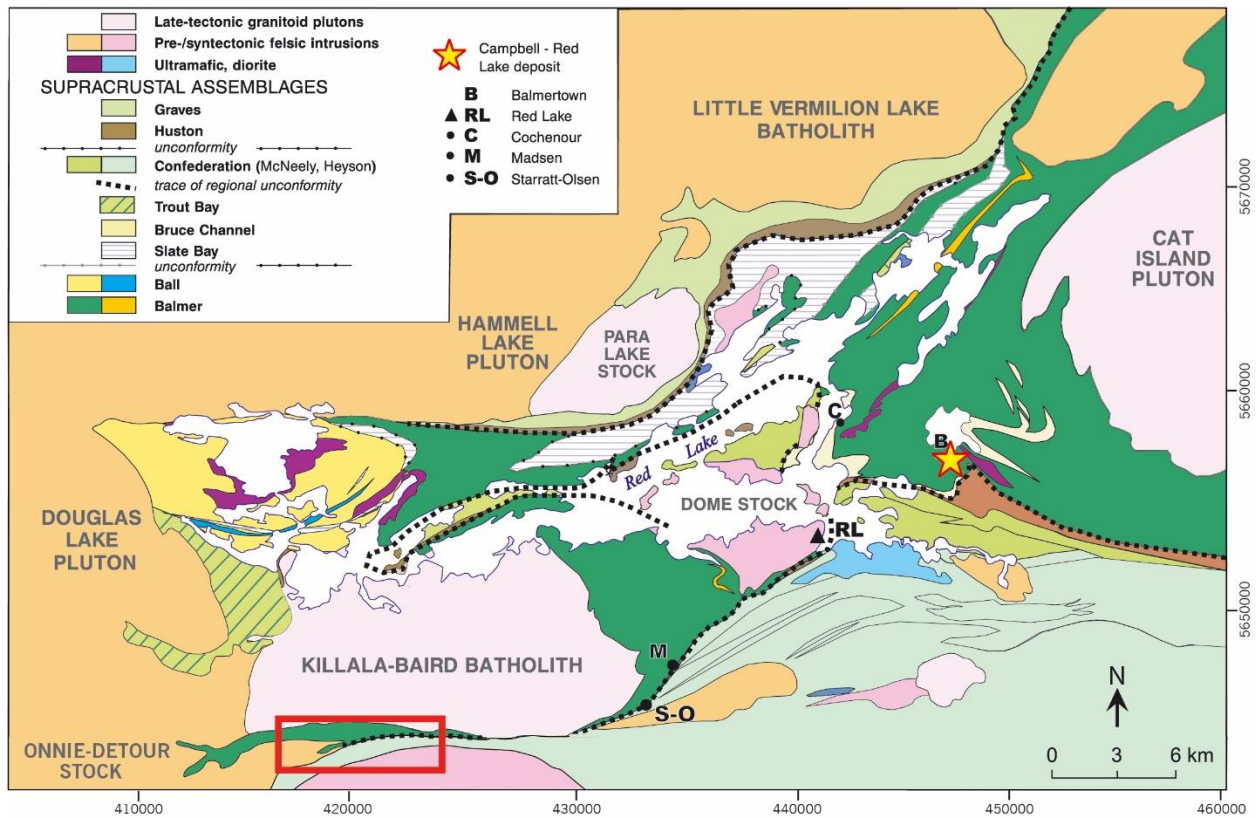 Late-tectonic granitoid plutons
Pre-/syntectonic felsic intrusions
Ultramafic, diorite
SUPRACRUSTAL ASSEMBLAGES
Graves
Huston
unconformity
Confederation (McNeely, Heyson)
trace of regional unconformity
Trout Bay
Bruce Channel
Slate Bay
unconformity
Ball
Balmer
Campbell - Red
Lake deposit
B Balmertown
RL Red Lake
C Cochenour
M Madsen
S-O Starratt-Olsen
LITTLE VERMILION LAKE
BATHOLITH
CAT
ISLAND
PLUTON
HAMMELL
LAKE
PLUTON
PARA
LAKE
STOCK
C
B
Red Lake
DOME STOCK
RL
DOUGLAS
LAKE
PLUTON
KILLALA-BAIRD BATHOLITH
M
S-O
ONNIE-DETOUR
STOCK
N
0 3 6 km
5670000
5660000
5650000
410000 420000 430000 440000 450000 460000